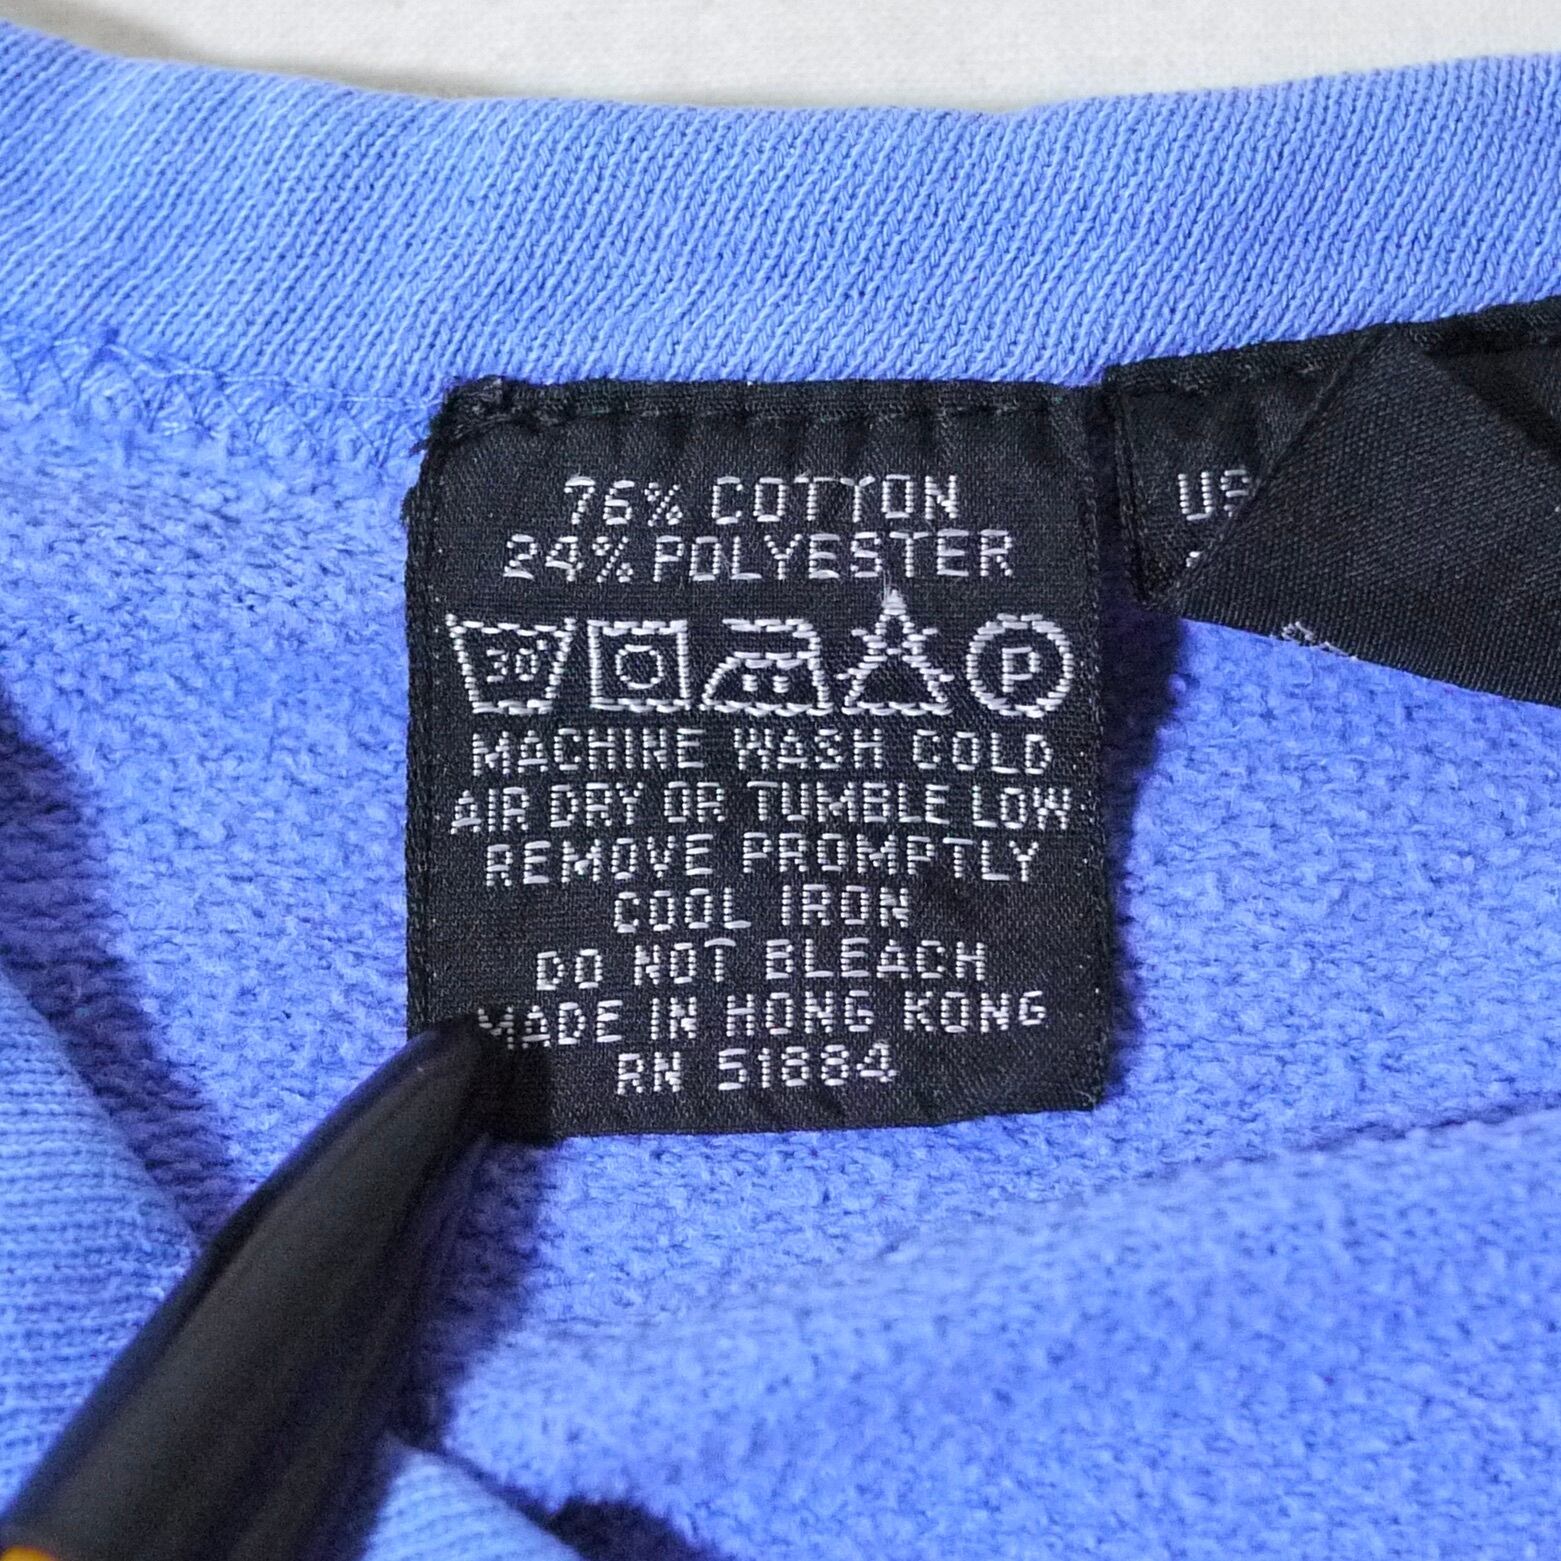 76% COTTON
24% POLYESTER
30°
P
MACHINE WASH COLD
AIR DRY OR TUMBLE LOW
REMOVE PROMPTLY
COOL IRON
DO NOT BLEACH
MADE IN HONG KONG
RN 51884